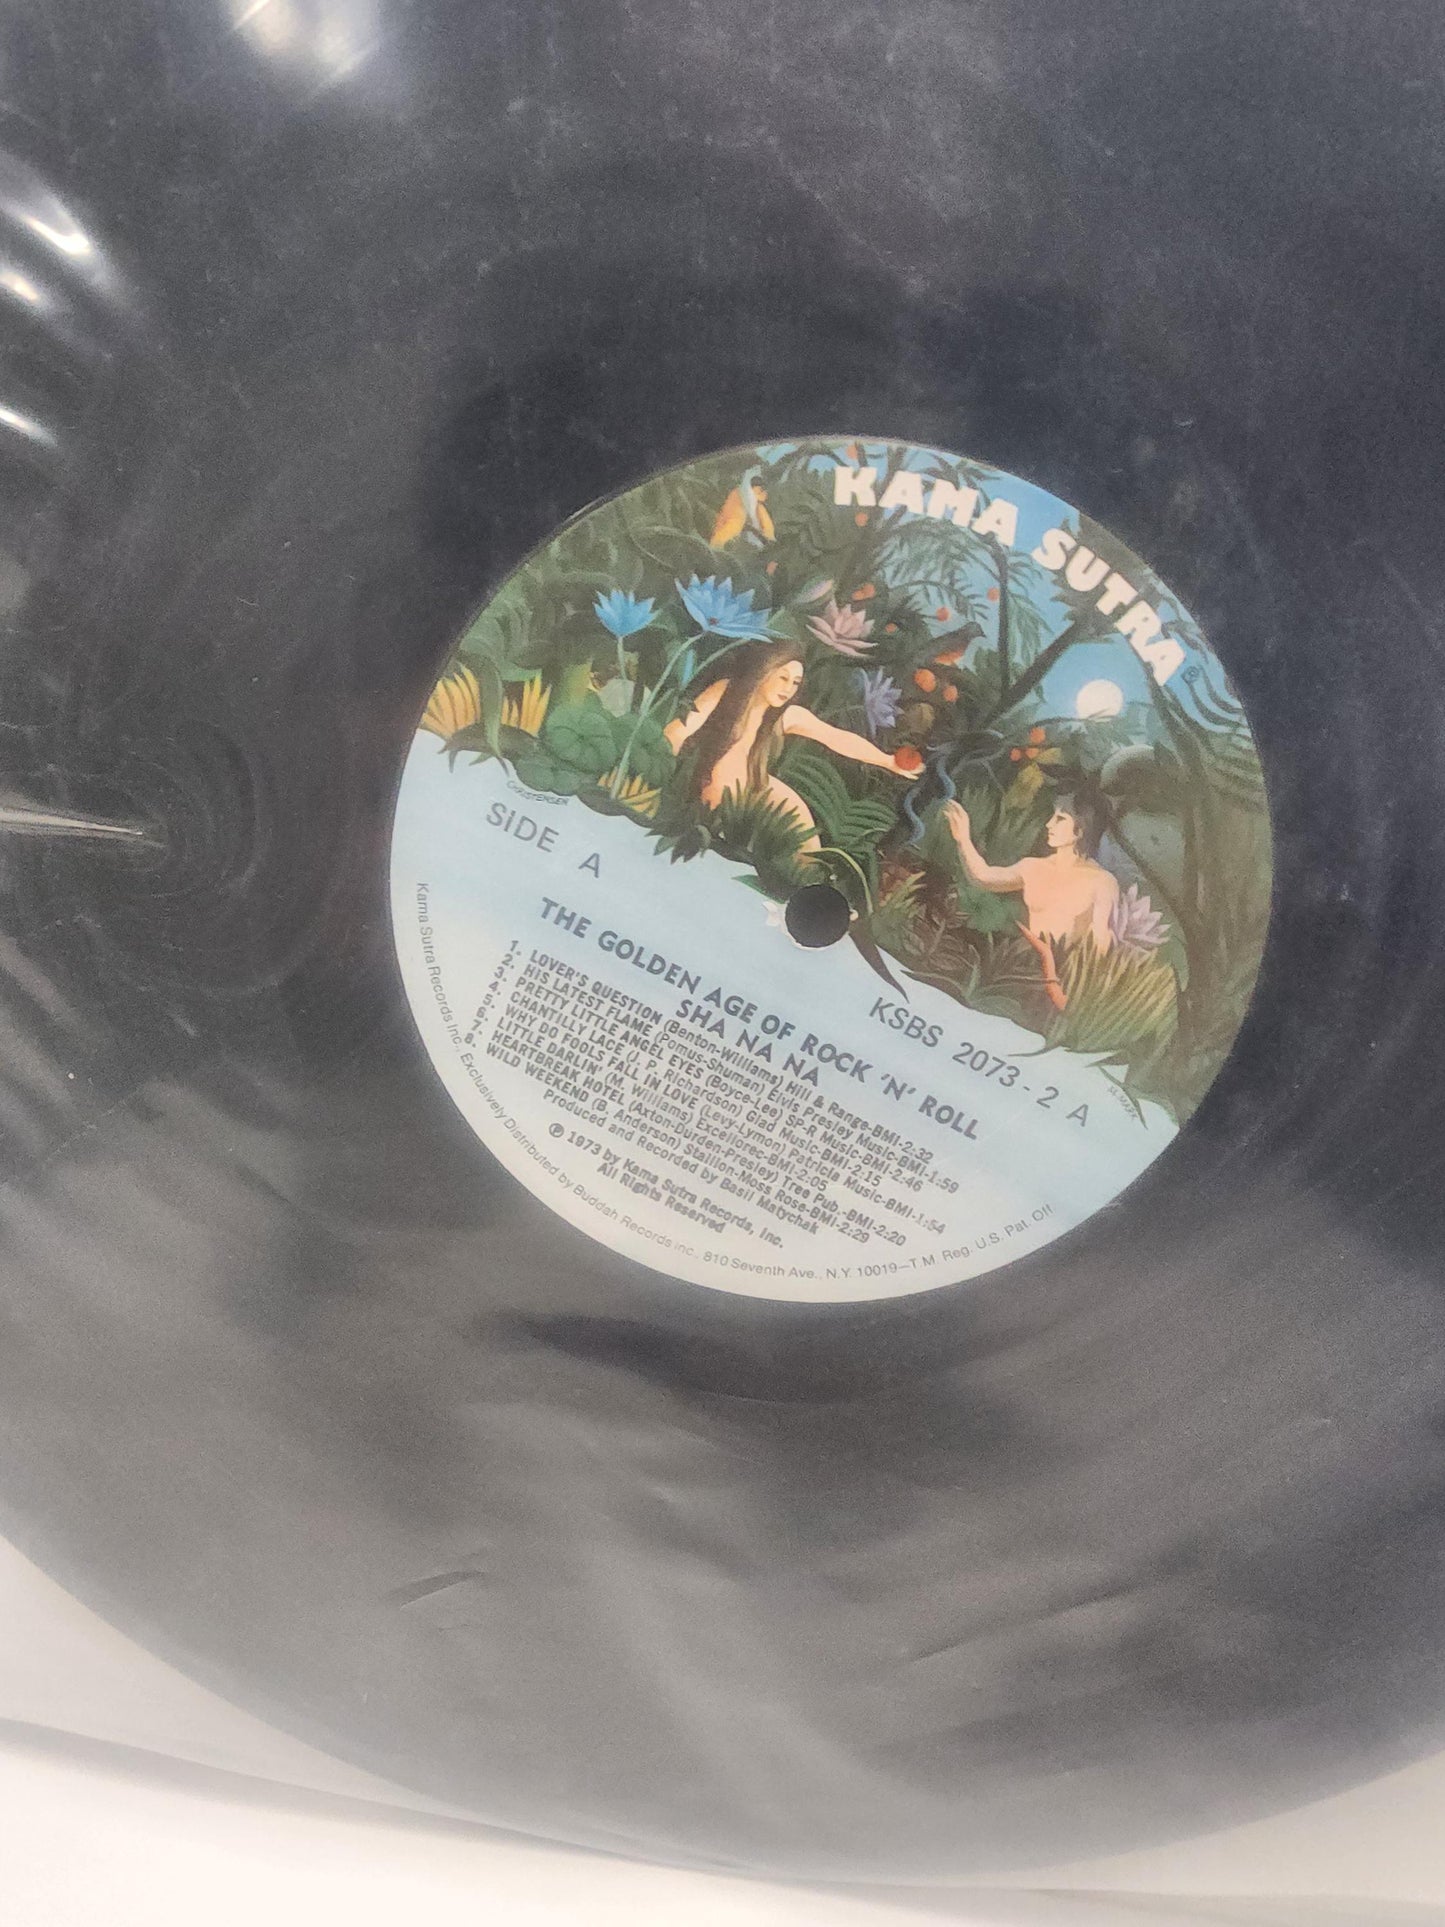 KAMA SUTRA®
CHRISTENSEN
SiDE A
KSBS 2073 - 2 A
THE GOLDEN AGE OF ROCK 'N' ROLL
SHA NA NA
1. LOVER'S QUESTION (Benton-Williams) Hill & Range-BMI-2:32
2. HiS LATEST FLAME (Pomus-Shuman) Elvis Presley Music-BMI-1:59
3. PRETTY LITTLE ANGEL EYES (Boyce-Lee) SP-R Music-BMI-2:46
4. CHANTILLY LACE (J. P. Richardson) Glad Music-BMI-2:15
5. WHY DO FOOLS FALL IN LOVE (Levy-Lymon) Patricia Music-BMI-1:54
6. LITTLE DARLIN' (M. Williams) Excellorec-BMI-2:05
7. HEARTBREAK HOTEL (Axton-Durden-Presley) Tree Pub.-BMI-2:20
8. WILD WEEKEND (B. Anderson) Stallion-Moss Rose-BMI-2:29
Produced and Recorded by Basil Matychak
℗ 1973 by Kama Sutra Records, Inc.
All Rights Reserved
Kama Sutra Records Inc., Exclusively Distributed by Buddah Records Inc., 810 Seventh Ave., N.Y. 10019—T.M. Reg. U.S. Pat. Off.